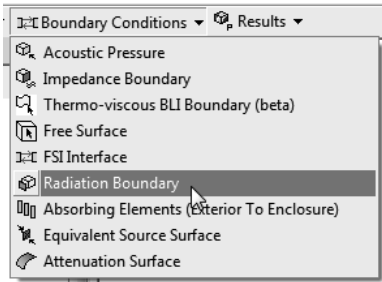 Boundary Conditions Results
Acoustic Pressure
Impedance Boundary
Thermo-viscous BLI Boundary (beta)
Free Surface
FSI Interface
Radiation Boundary
Absorbing Elements (Exterior To Enclosure)
Equivalent Source Surface
Attenuation Surface